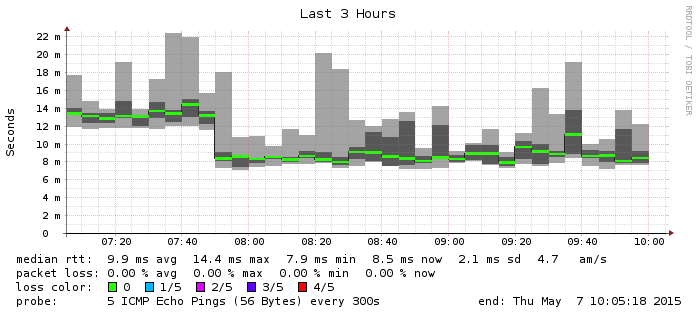 Last 3 Hours
RRDTOOL / TOBI OETIKER
Seconds
22 m
20 m
18 m
16 m
14 m
12 m
10 m
8 m
6 m
4 m
2 m
0
07:20 07:40 08:00 08:20 08:40 09:00 09:20 09:40 10:00
median rtt: 9.9 ms avg 14.4 ms max 7.9 ms min 8.5 ms now 2.1 ms sd 4.7 am/s
packet loss: 0.00 % avg 0.00 % max 0.00 % min 0.00 % now
loss color: 0 1/5 2/5 3/5 4/5
probe: 5 ICMP Echo Pings (56 Bytes) every 300s end: Thu May 7 10:05:18 2015